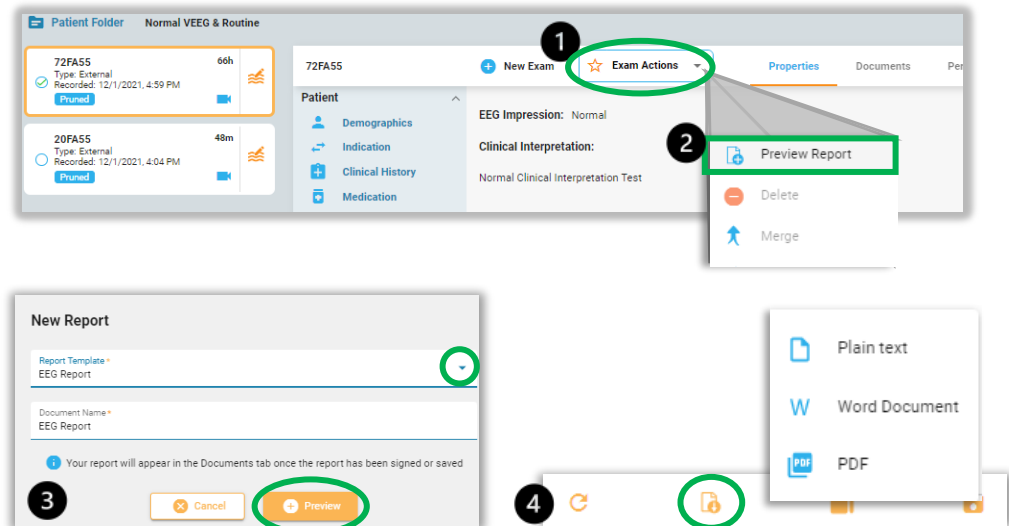 Patient Folder Normal VEEG & Routine
72FA55 66h
Type: External
Recorded: 12/1/2021, 4:59 PM
Pruned
20FA55 48m
Type: External
Recorded: 12/1/2021, 4:04 PM
Pruned
1
72FA55 New Exam Exam Actions Properties Documents Per
Patient
Demographics
Indication
Clinical History
Medication
EEG Impression: Normal
Clinical Interpretation:
Normal Clinical Interpretation Test
2
Preview Report
Delete
Merge
New Report
Report Template *
EEG Report
Document Name *
EEG Report
Your report will appear in the Documents tab once the report has been signed or saved
3
Cancel Preview
4
Plain text
W Word Document
PDF PDF